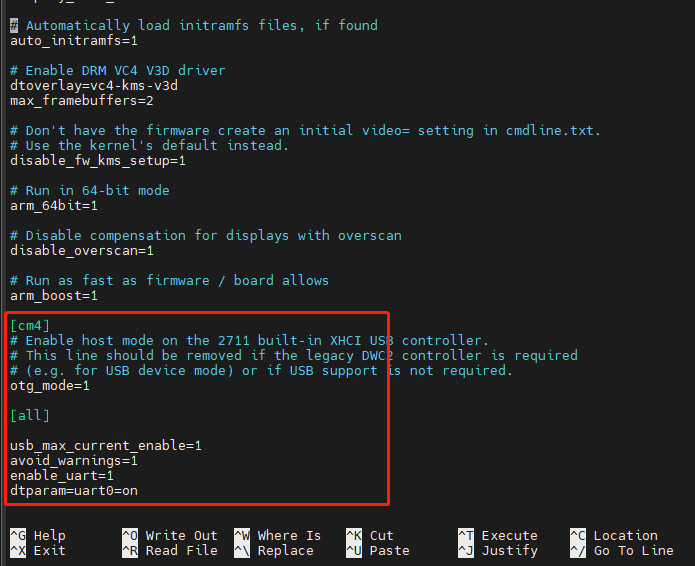 # Automatically load initramfs files, if found
auto_initramfs=1
# Enable DRM VC4 V3D driver
dtoverlay=vc4-kms-v3d
max_framebuffers=2
# Don't have the firmware create an initial video= setting in cmdline.txt.
# Use the kernel's default instead.
disable_fw_kms_setup=1
# Run in 64-bit mode
arm_64bit=1
# Disable compensation for displays with overscan
disable_overscan=1
# Run as fast as firmware / board allows
arm_boost=1
[cm4]
# Enable host mode on the 2711 built-in XHCI USB controller.
# This line should be removed if the legacy DWC2 controller is required
# (e.g. for USB device mode) or if USB support is not required.
otg_mode=1
[all]
usb_max_current_enable=1
avoid_warnings=1
enable_uart=1
dtparam=uart0=on
^G Help ^O Write Out ^W Where Is ^K Cut ^T Execute ^C Location
^X Exit ^R Read File ^\ Replace ^U Paste ^J Justify ^/ Go To Line